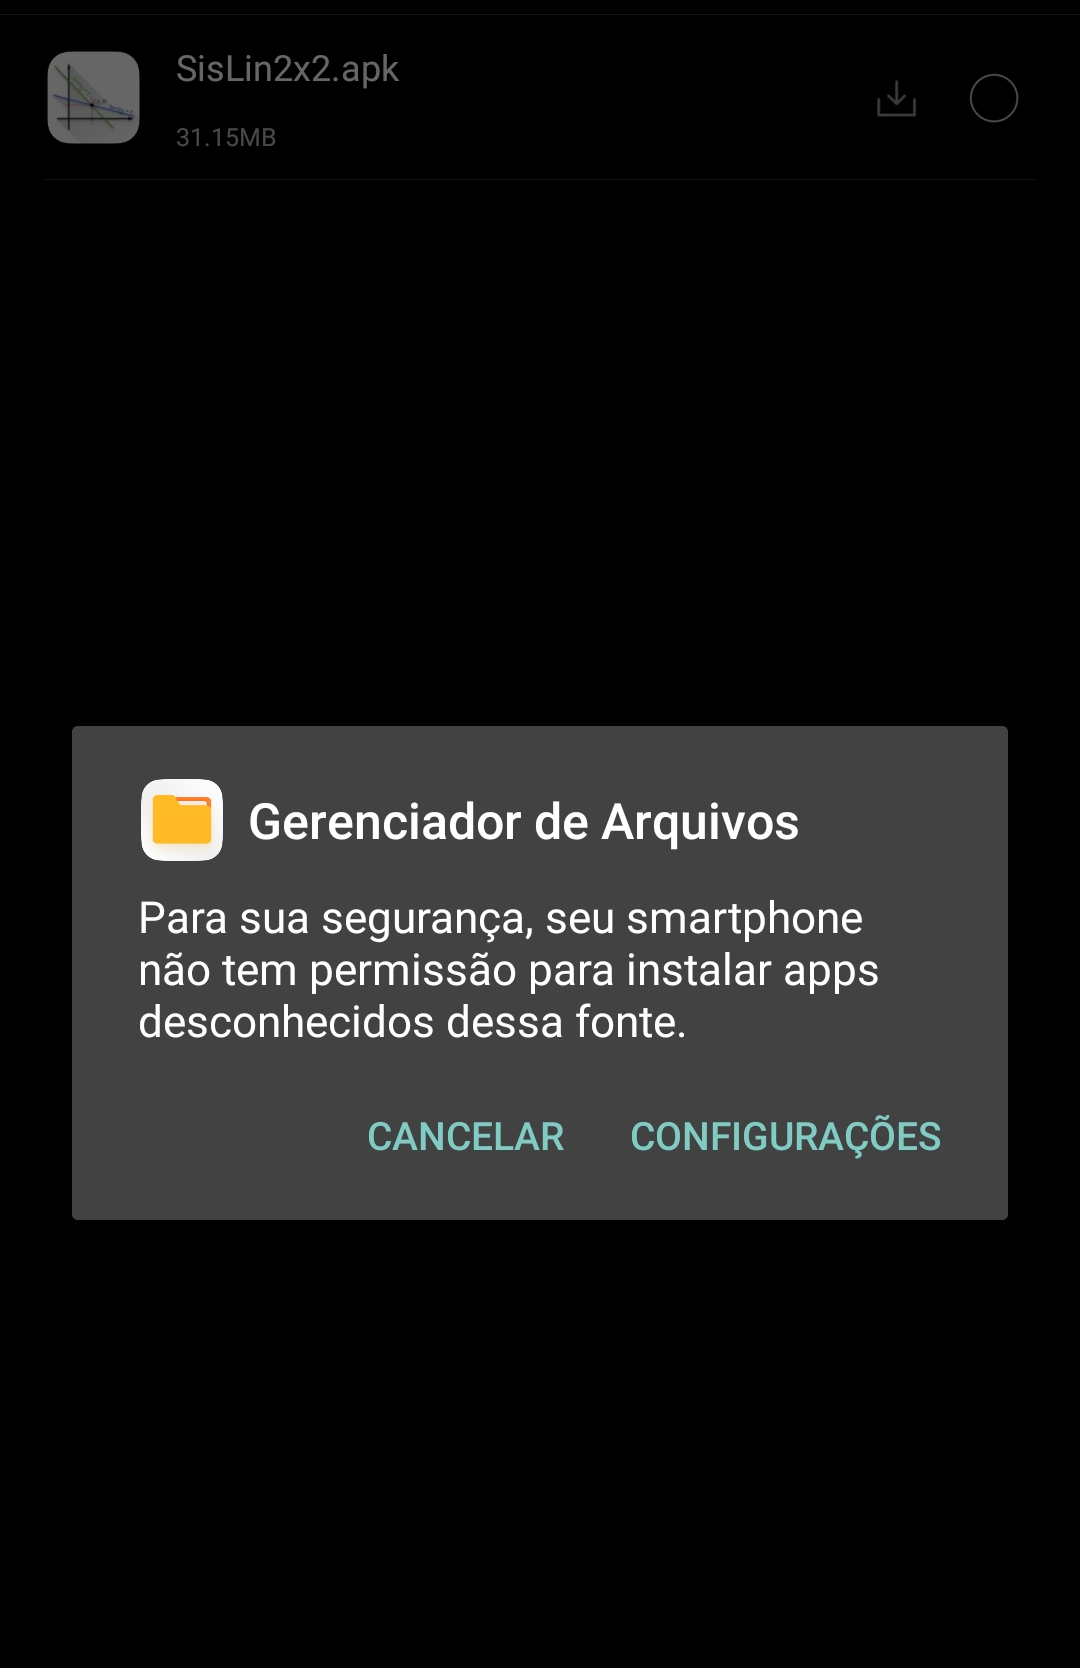 SisLin2x2.apk
31.15MB
Gerenciador de Arquivos
Para sua segurança, seu smartphone
não tem permissão para instalar apps
desconhecidos dessa fonte.
CANCELAR CONFIGURAÇÕES